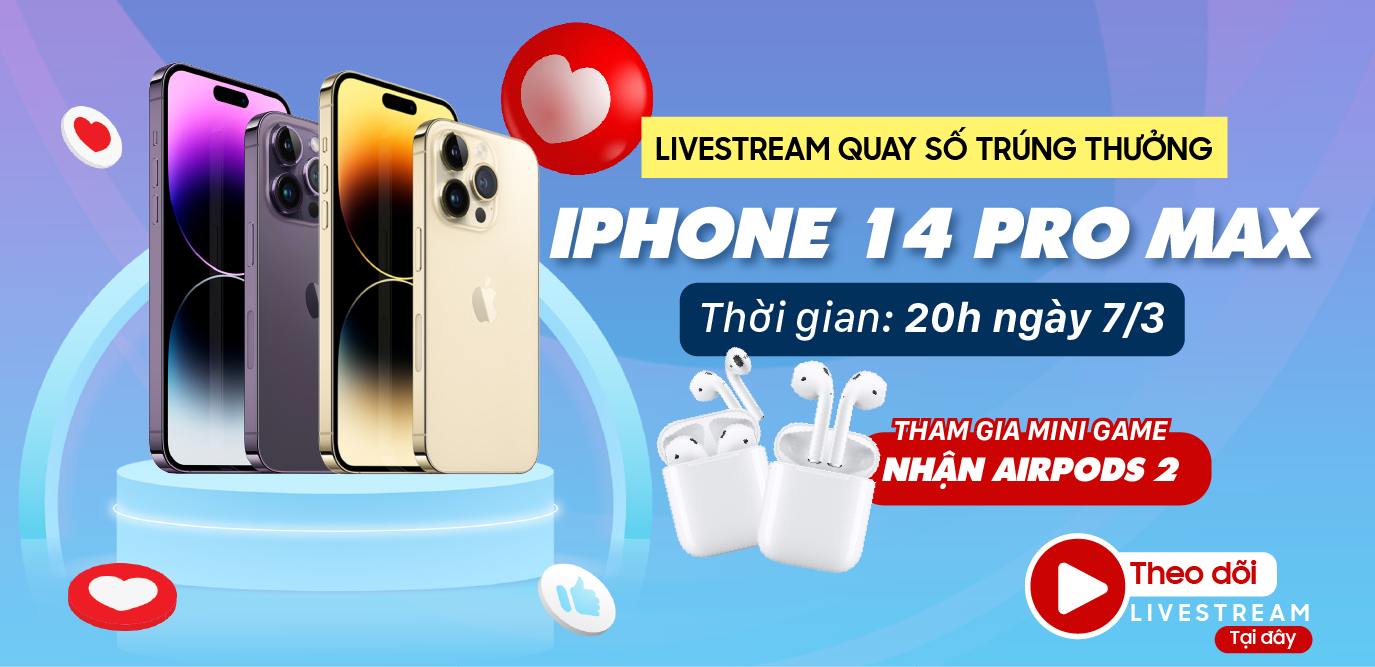 LIVESTREAM QUAY SỐ TRÚNG THƯỞNG
IPHONE 14 PRO MAX
Thời gian: 20h ngày 7/3
THAM GIA MINI GAME
NHẬN AIRPODS 2
Theo dõi
LIVESTREAM
Tại đây